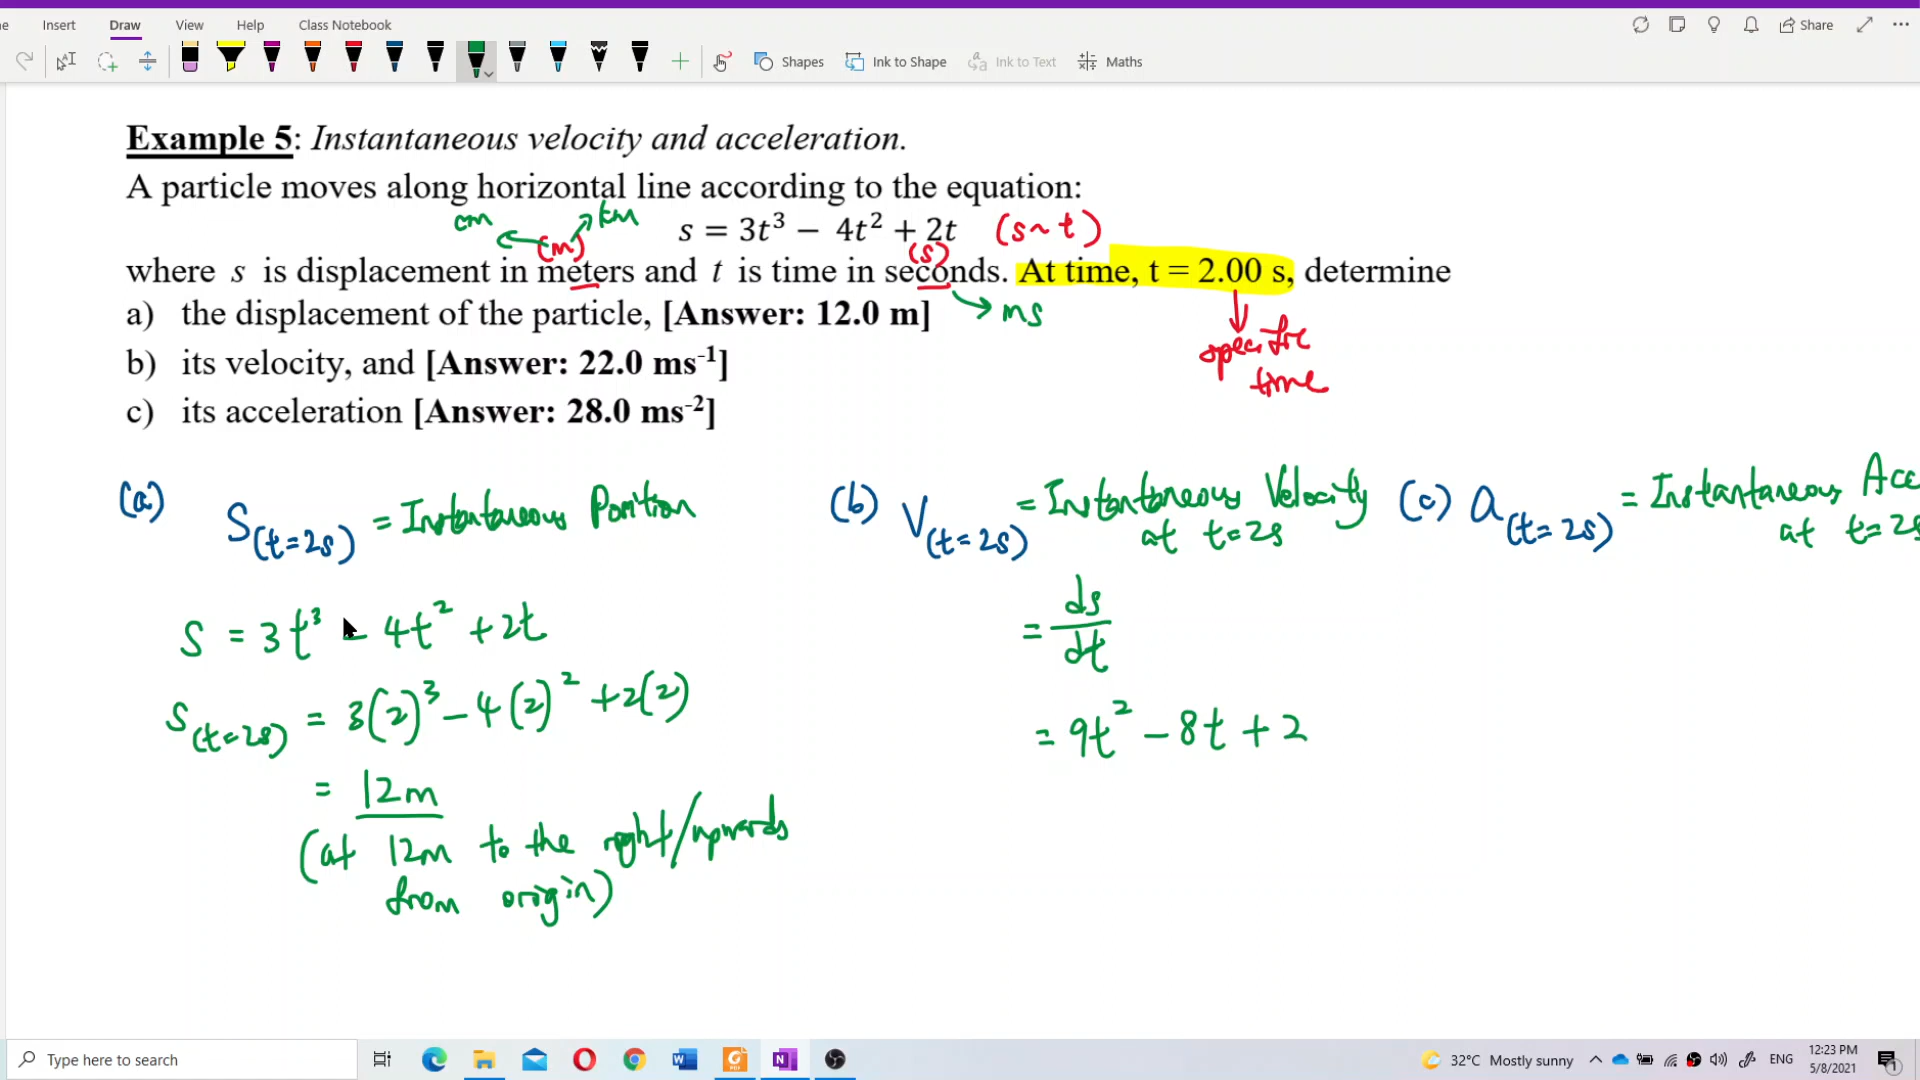 Insert Draw View Help Class Notebook Share
Shapes Ink to Shape Ink to Text Maths
Example 5: Instantaneous velocity and acceleration.
A particle moves along horizontal line according to the equation:
cm km
s = 3t³ − 4t² + 2t (s~t)
(m) (s)
where s is displacement in meters and t is time in seconds. At time, t = 2.00 s, determine
a) the displacement of the particle, [Answer: 12.0 m] ms
specific
time
b) its velocity, and [Answer: 22.0 ms⁻¹]
c) its acceleration [Answer: 28.0 ms⁻²]
(a) S(t=2s) = Instantaneous Position
(b) V(t=2s) = Instantaneous Velocity
at t=2s
(c) a(t=2s) = Instantaneous Acc
at t=2s
S = 3t³ − 4t² + 2t
S(t=2s) = 3(2)³ − 4(2)² + 2(2)
= 12m
(at 12m to the right/upwards
from origin)
= ds/dt
= 9t² − 8t + 2
Type here to search
32°C Mostly sunny ENG
12:23 PM
5/8/2021
1